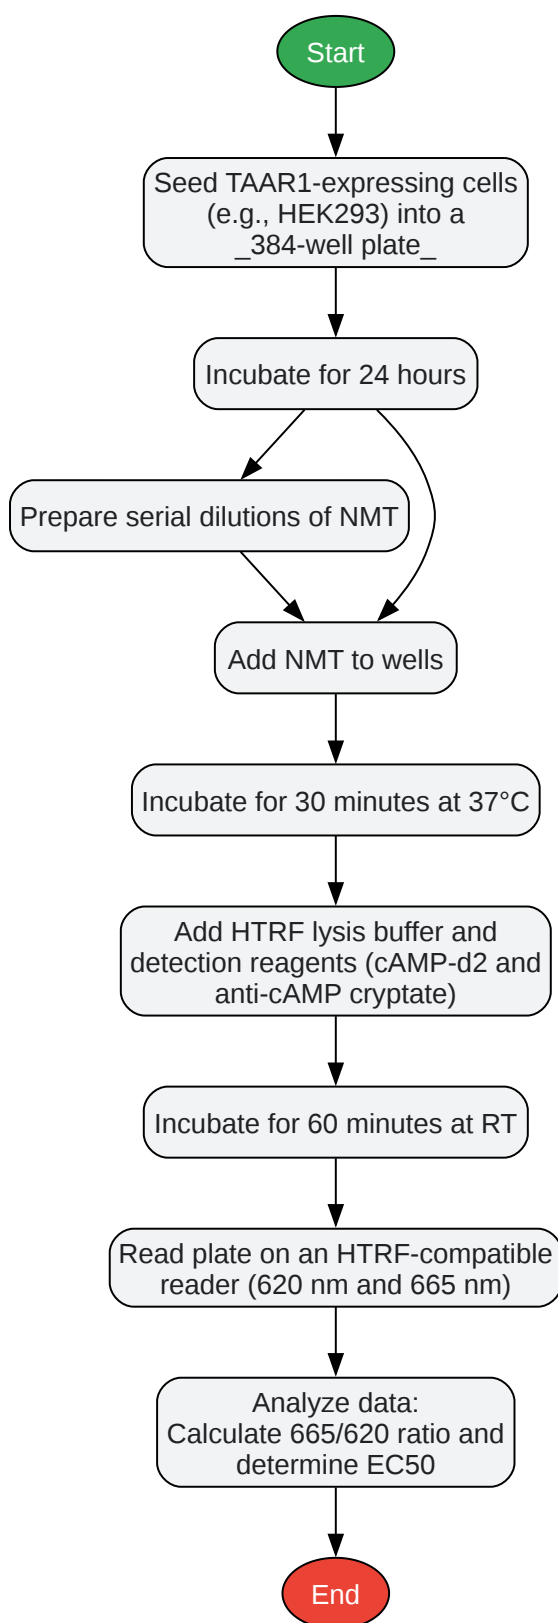 Start
Seed TAAR1-expressing cells
(e.g., HEK293) into a
_384-well plate_
Incubate for 24 hours
Prepare serial dilutions of NMT
Add NMT to wells
Incubate for 30 minutes at 37°C
Add HTRF lysis buffer and
detection reagents (cAMP-d2 and
anti-cAMP cryptate)
Incubate for 60 minutes at RT
Read plate on an HTRF-compatible
reader (620 nm and 665 nm)
Analyze data:
Calculate 665/620 ratio and
determine EC50
End